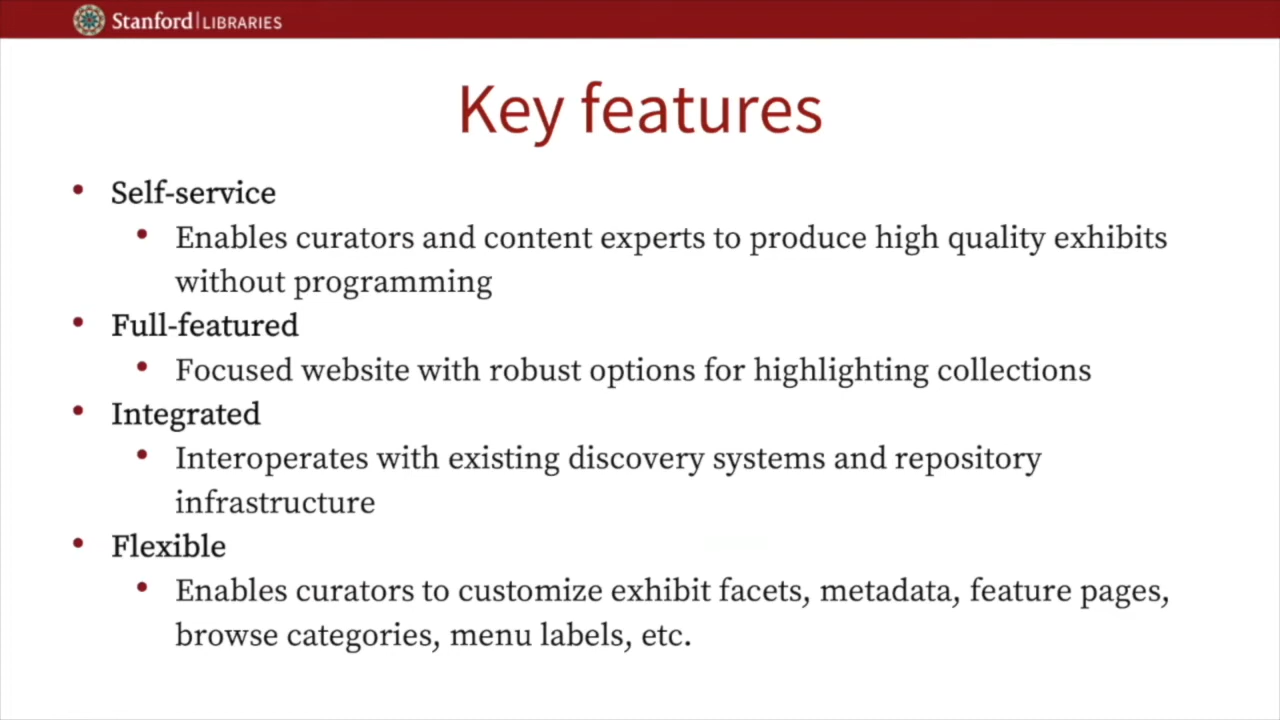 Stanford | LIBRARIES
Key features
• Self-service
• Enables curators and content experts to produce high quality exhibits
without programming
• Full-featured
• Focused website with robust options for highlighting collections
• Integrated
• Interoperates with existing discovery systems and repository
infrastructure
• Flexible
• Enables curators to customize exhibit facets, metadata, feature pages,
browse categories, menu labels, etc.